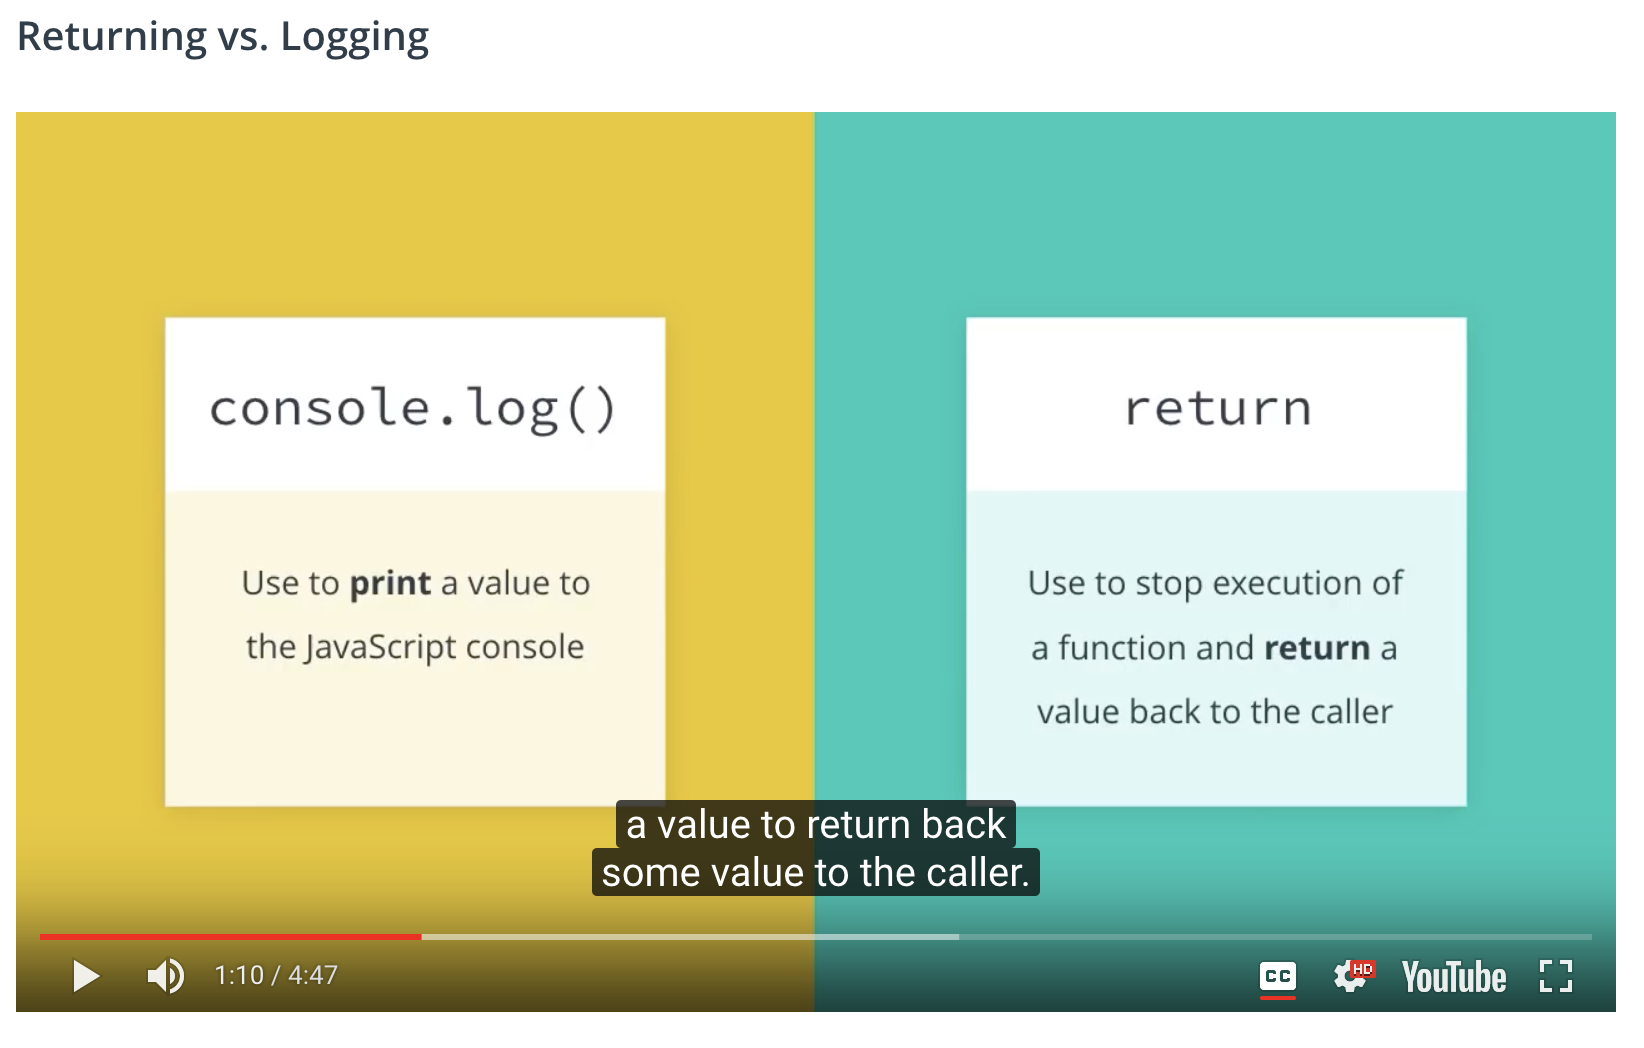 Returning vs. Logging
console.log()
Use to print a value to
the JavaScript console
return
Use to stop execution of
a function and return a
value back to the caller
a value to return back
some value to the caller.
1:10 / 4:47
CC
HD
YouTube